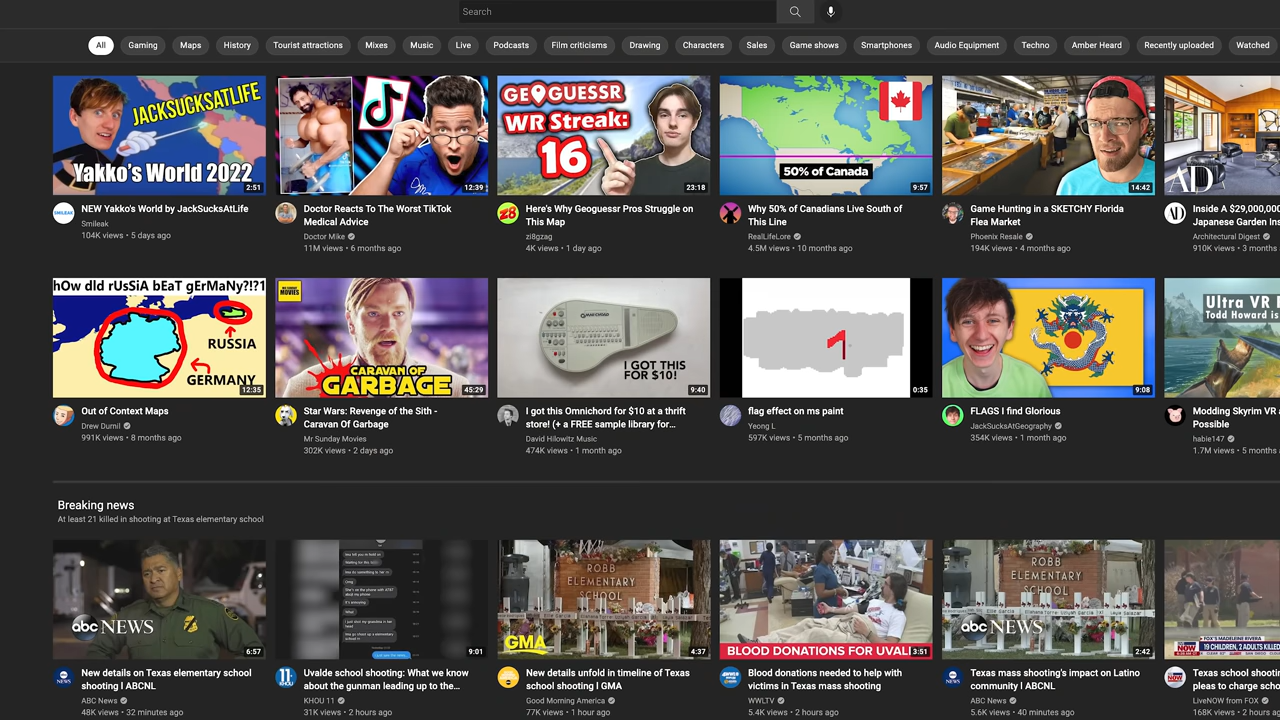 Search
All
Gaming
Maps
History
Tourist attractions
Mixes
Music
Live
Podcasts
Film criticisms
Drawing
Characters
Sales
Game shows
Smartphones
Audio Equipment
Techno
Amber Heard
Recently uploaded
Watched
JACKSUCKSATLIFE
Yakko's World 2022
2:51
12:39
GEOGUESSR
WR Streak:
16
23:18
50% of Canada
9:57
14:42
AD
NEW Yakko's World by JackSucksAtLife
Smileak
104K views • 5 days ago
Doctor Reacts To The Worst TikTok
Medical Advice
Doctor Mike
11M views • 6 months ago
Here's Why Geoguessr Pros Struggle on
This Map
zi8gzag
4K views • 1 day ago
Why 50% of Canadians Live South of
This Line
RealLifeLore
4.5M views • 10 months ago
Game Hunting in a SKETCHY Florida
Flea Market
Phoenix Resale
194K views • 4 months ago
Inside A $29,000,000
Japanese Garden Ins
Architectural Digest
910K views • 3 months
hOw dId rUsSiA bEaT gErMaNy?!?1
RUSSIA
GERMANY
12:35
MR SUNDAY
MOVIES
CARAVAN OF
GARBAGE
45:29
OMNICHORD
I GOT THIS
FOR $10!
9:40
0:35
9:08
Ultra VR
Todd Howard is
Out of Context Maps
Drew Durnil
991K views • 8 months ago
Star Wars: Revenge of the Sith -
Caravan Of Garbage
Mr Sunday Movies
302K views • 2 days ago
I got this Omnichord for $10 at a thrift
store! (+ a FREE sample library for...
David Hilowitz Music
474K views • 1 month ago
flag effect on ms paint
Yeong L
597K views • 5 months ago
FLAGS I find Glorious
JackSucksAtGeography
354K views • 1 month ago
Modding Skyrim VR
Possible
habie147
1.7M views • 5 months
Breaking news
At least 21 killed in shooting at Texas elementary school
abc NEWS
6:57
9:01
ROBB
ELEMENTARY
SCHOOL
GMA
4:37
BLOOD DONATIONS FOR UVAL
3:51
ROBB
ELEMENTARY
SCHOOL
abc NEWS
2:42
FOX'S MADELEINE RIVERA
19 CHILDREN, 2 ADULTS KILLED
New details on Texas elementary school
shooting l ABCNL
ABC News
48K views • 32 minutes ago
Uvalde school shooting: What we know
about the gunman leading up to the...
KHOU 11
31K views • 2 hours ago
New details unfold in timeline of Texas
school shooting l GMA
Good Morning America
77K views • 1 hour ago
Blood donations needed to help with
victims in Texas mass shooting
WWLTV
5.4K views • 2 hours ago
Texas mass shooting's impact on Latino
community l ABCNL
ABC News
5.6K views • 40 minutes ago
Texas school shooti
pleas to charge scho
LiveNOW from FOX
168K views • 2 hours